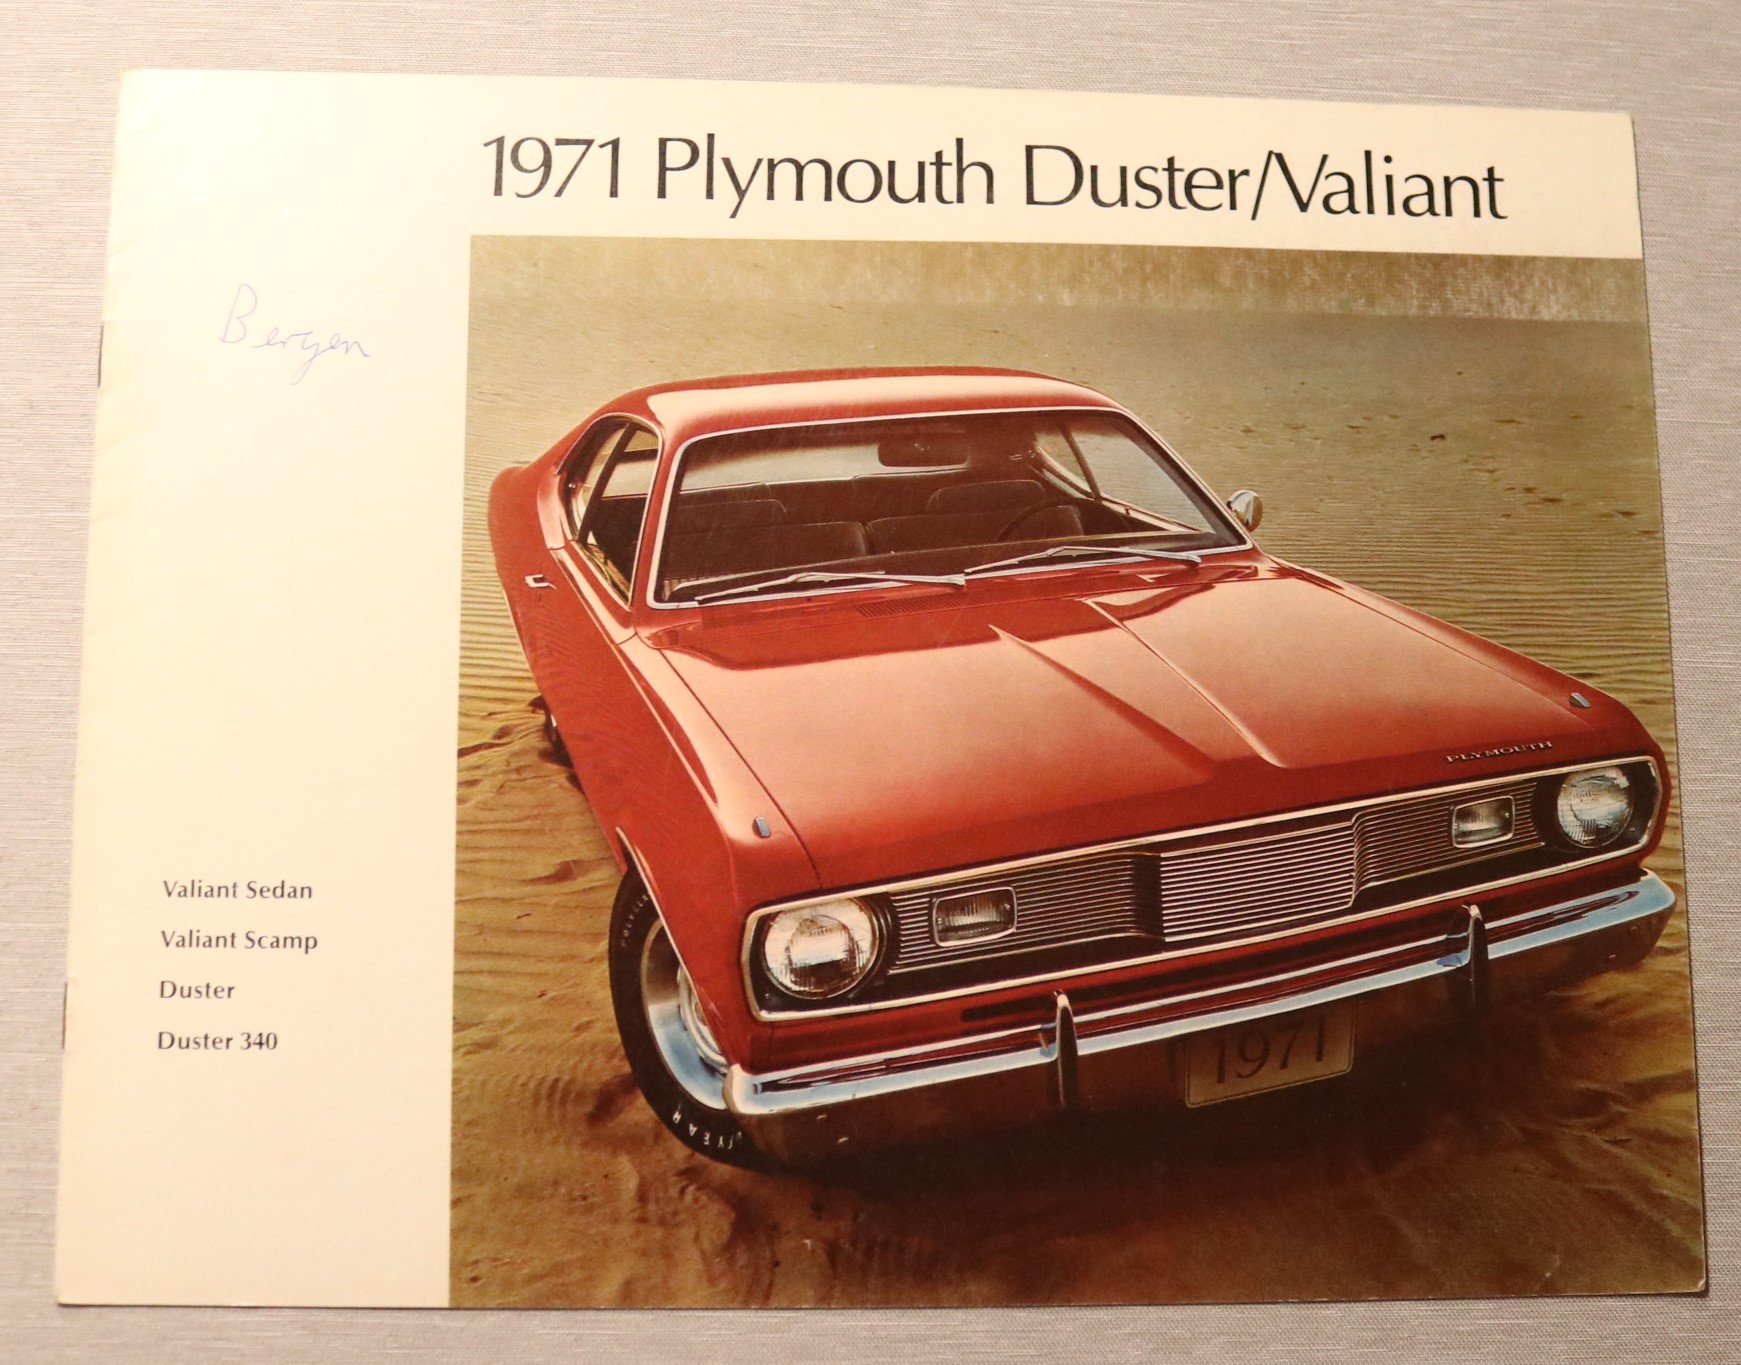 1971 Plymouth Duster/Valiant
Bergen
PLYMOUTH
Valiant Sedan
Valiant Scamp
Duster
Duster 340
1971